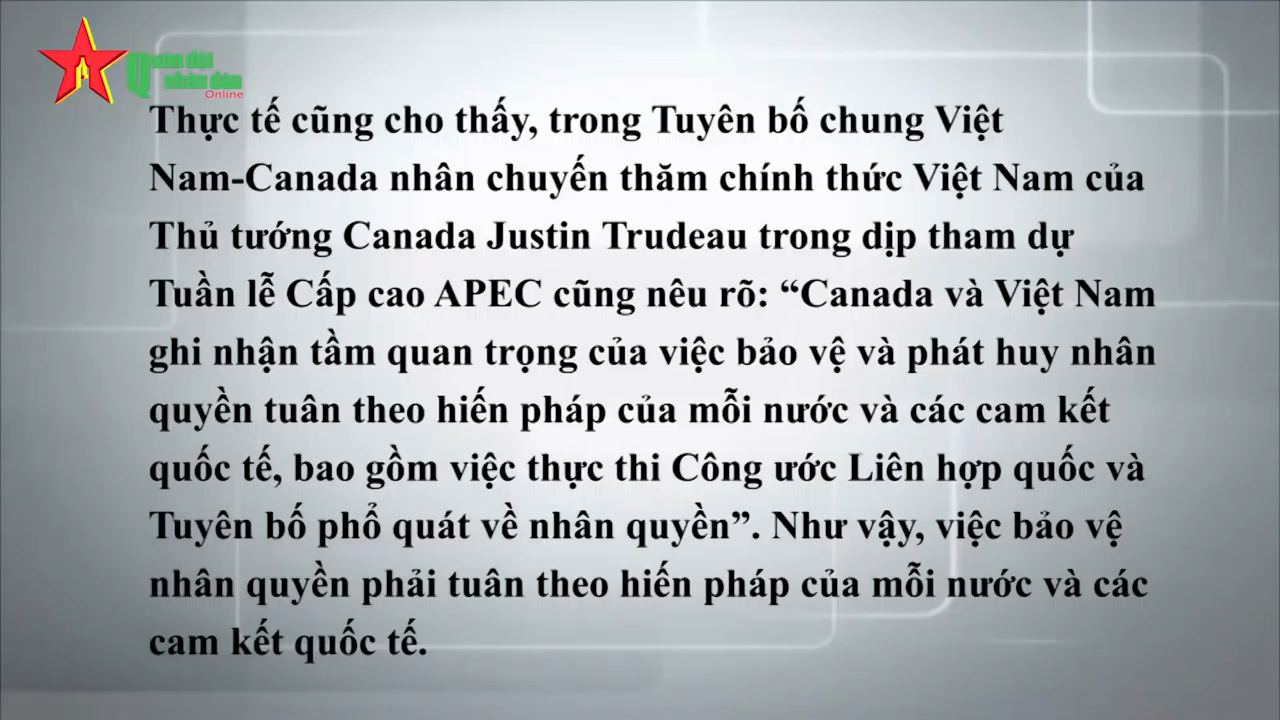 Quân đội
nhân dân
Online
Thực tế cũng cho thấy, trong Tuyên bố chung Việt
Nam-Canada nhân chuyến thăm chính thức Việt Nam của
Thủ tướng Canada Justin Trudeau trong dịp tham dự
Tuần lễ Cấp cao APEC cũng nêu rõ: “Canada và Việt Nam
ghi nhận tầm quan trọng của việc bảo vệ và phát huy nhân
quyền tuân theo hiến pháp của mỗi nước và các cam kết
quốc tế, bao gồm việc thực thi Công ước Liên hợp quốc và
Tuyên bố phổ quát về nhân quyền”. Như vậy, việc bảo vệ
nhân quyền phải tuân theo hiến pháp của mỗi nước và các
cam kết quốc tế.